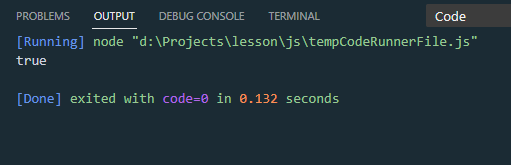 PROBLEMS OUTPUT DEBUG CONSOLE TERMINAL Code
[Running] node "d:\Projects\lesson\js\tempCodeRunnerFile.js"
true
[Done] exited with code=0 in 0.132 seconds